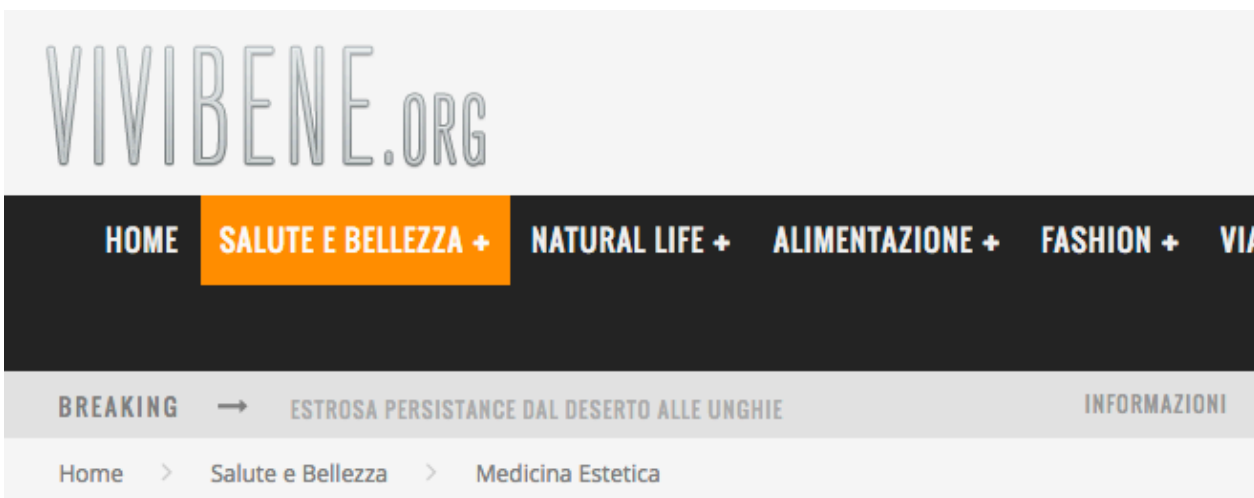 VIVIBENE.ORG
HOME SALUTE E BELLEZZA + NATURAL LIFE + ALIMENTAZIONE + FASHION +
BREAKING → ESTROSA PERSISTANCE DAL DESERTO ALLE UNGHIE INFORMAZIONI
Home > Salute e Bellezza > Medicina Estetica